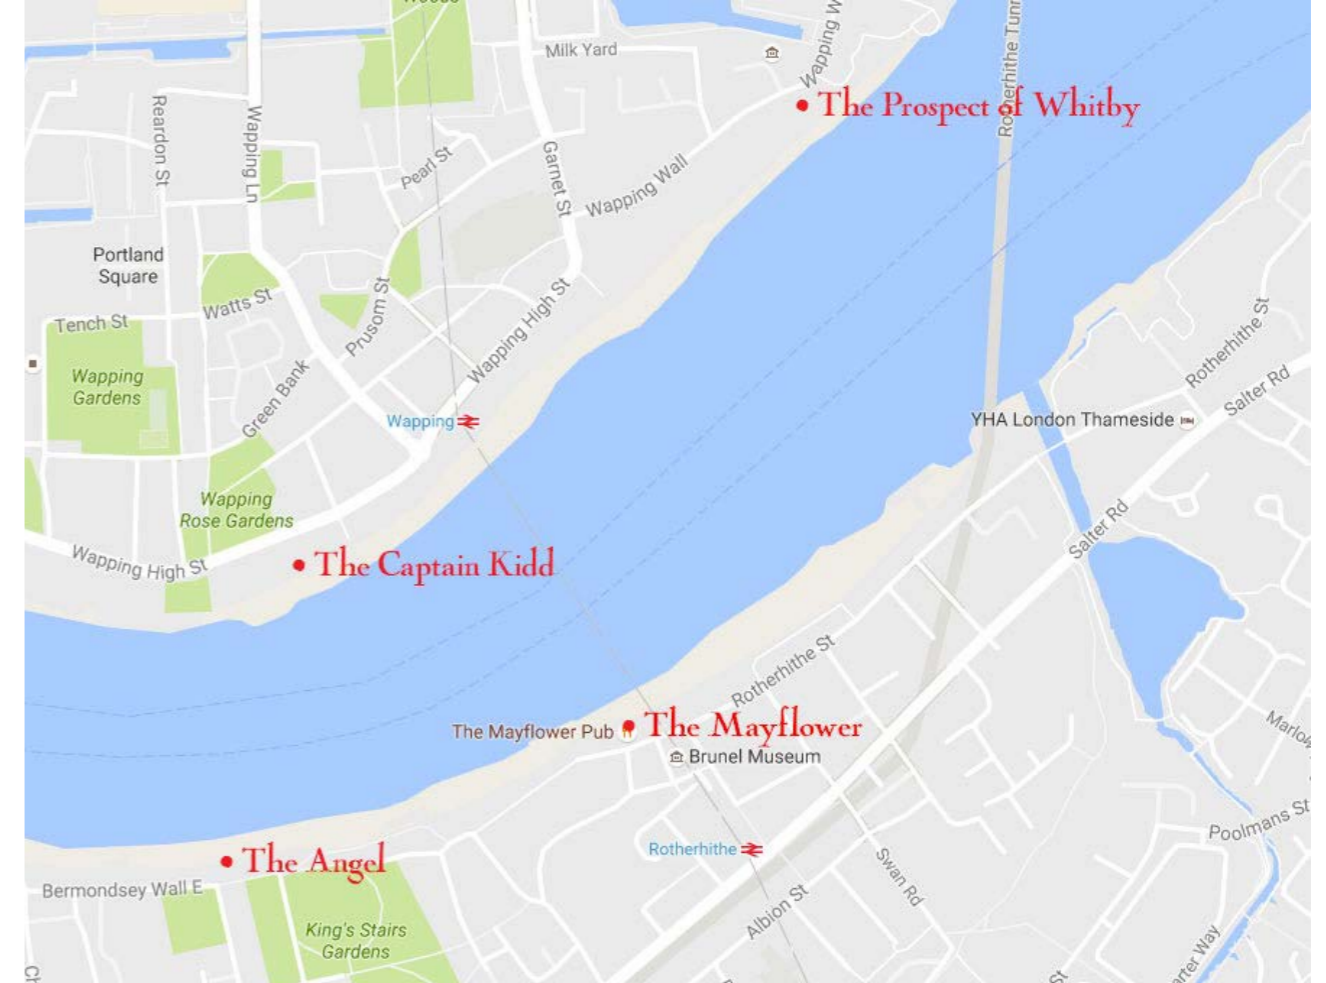 Milk Yard
Wapping W
Rotherhithe Tunn
The Prospect of Whitby
Reardon St
Wapping Ln
Pearl St
Garnet St
Wapping Wall
Portland
Square
Watts St
Prusom St
Wapping High St
Tench St
Wapping
Gardens
Green Bank
Wapping
Rotherhithe St
Salter Rd
YHA London Thameside
Wapping
Rose Gardens
Salter Rd
Wapping High St
The Captain Kidd
Rotherhithe St
The Mayflower Pub
The Mayflower
Brunel Museum
Marlow
Poolmans St
Rotherhithe
The Angel
Swan Rd
Bermondsey Wall E
Albion St
King's Stairs
Gardens
arter Way
St